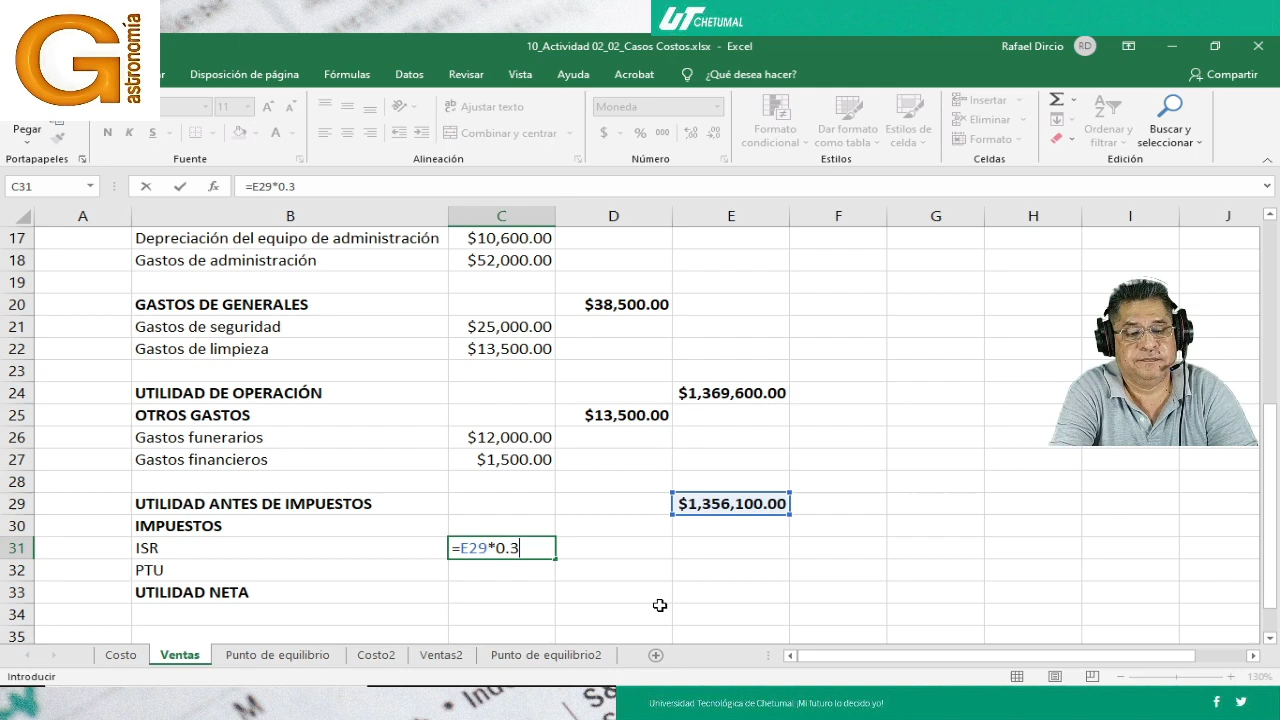 Gastronomía
UT CHETUMAL
10_Actividad 02_02_Casos Costos.xlsx - Excel
Rafael Dircio RD
ar Disposición de página Fórmulas Datos Revisar Vista Ayuda Acrobat ¿Qué desea hacer? Compartir
11 A A ab Ajustar texto Moneda Insertar
Pegar N K S A Combinar y centrar $ % 000 Formato condicional Dar formato como tabla Estilos de celda Eliminar Formato Ordenar y filtrar Buscar y seleccionar
Portapapeles Fuente Alineación Número Estilos Celdas Edición
C31 fx =E29*0.3
A B C D E F G H I J
17 Depreciación del equipo de administración $10,600.00
18 Gastos de administración $52,000.00
19
20 GASTOS DE GENERALES $38,500.00
21 Gastos de seguridad $25,000.00
22 Gastos de limpieza $13,500.00
23
24 UTILIDAD DE OPERACIÓN $1,369,600.00
25 OTROS GASTOS $13,500.00
26 Gastos funerarios $12,000.00
27 Gastos financieros $1,500.00
28
29 UTILIDAD ANTES DE IMPUESTOS $1,356,100.00
30 IMPUESTOS
31 ISR =E29*0.3
32 PTU
33 UTILIDAD NETA
34
35
Costo Ventas Punto de equilibrio Costo2 Ventas2 Punto de equilibrio2
Introducir 130%
Universidad Tecnológica de Chetumal ¡Mi futuro lo decido yo!